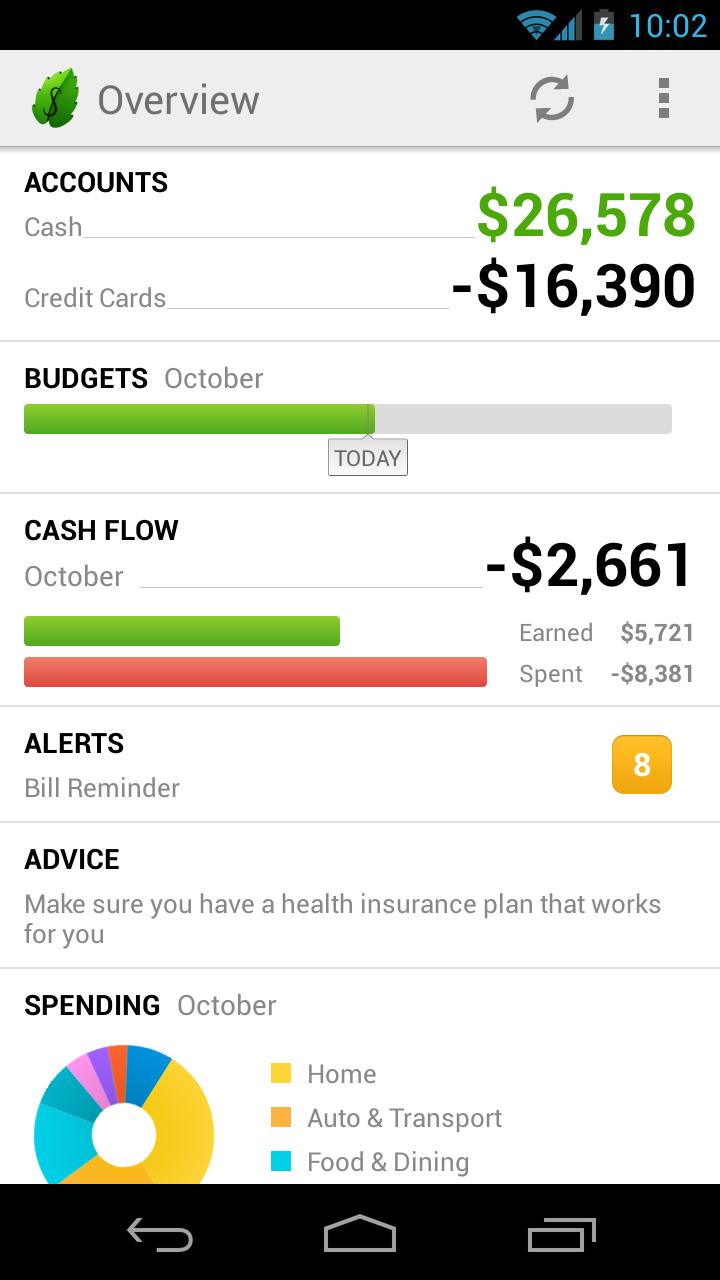 10:02
Overview
ACCOUNTS
Cash $26,578
Credit Cards -$16,390
BUDGETS October
TODAY
CASH FLOW
October -$2,661
Earned $5,721
Spent -$8,381
ALERTS
Bill Reminder
8
ADVICE
Make sure you have a health insurance plan that works
for you
SPENDING October
Home
Auto & Transport
Food & Dining